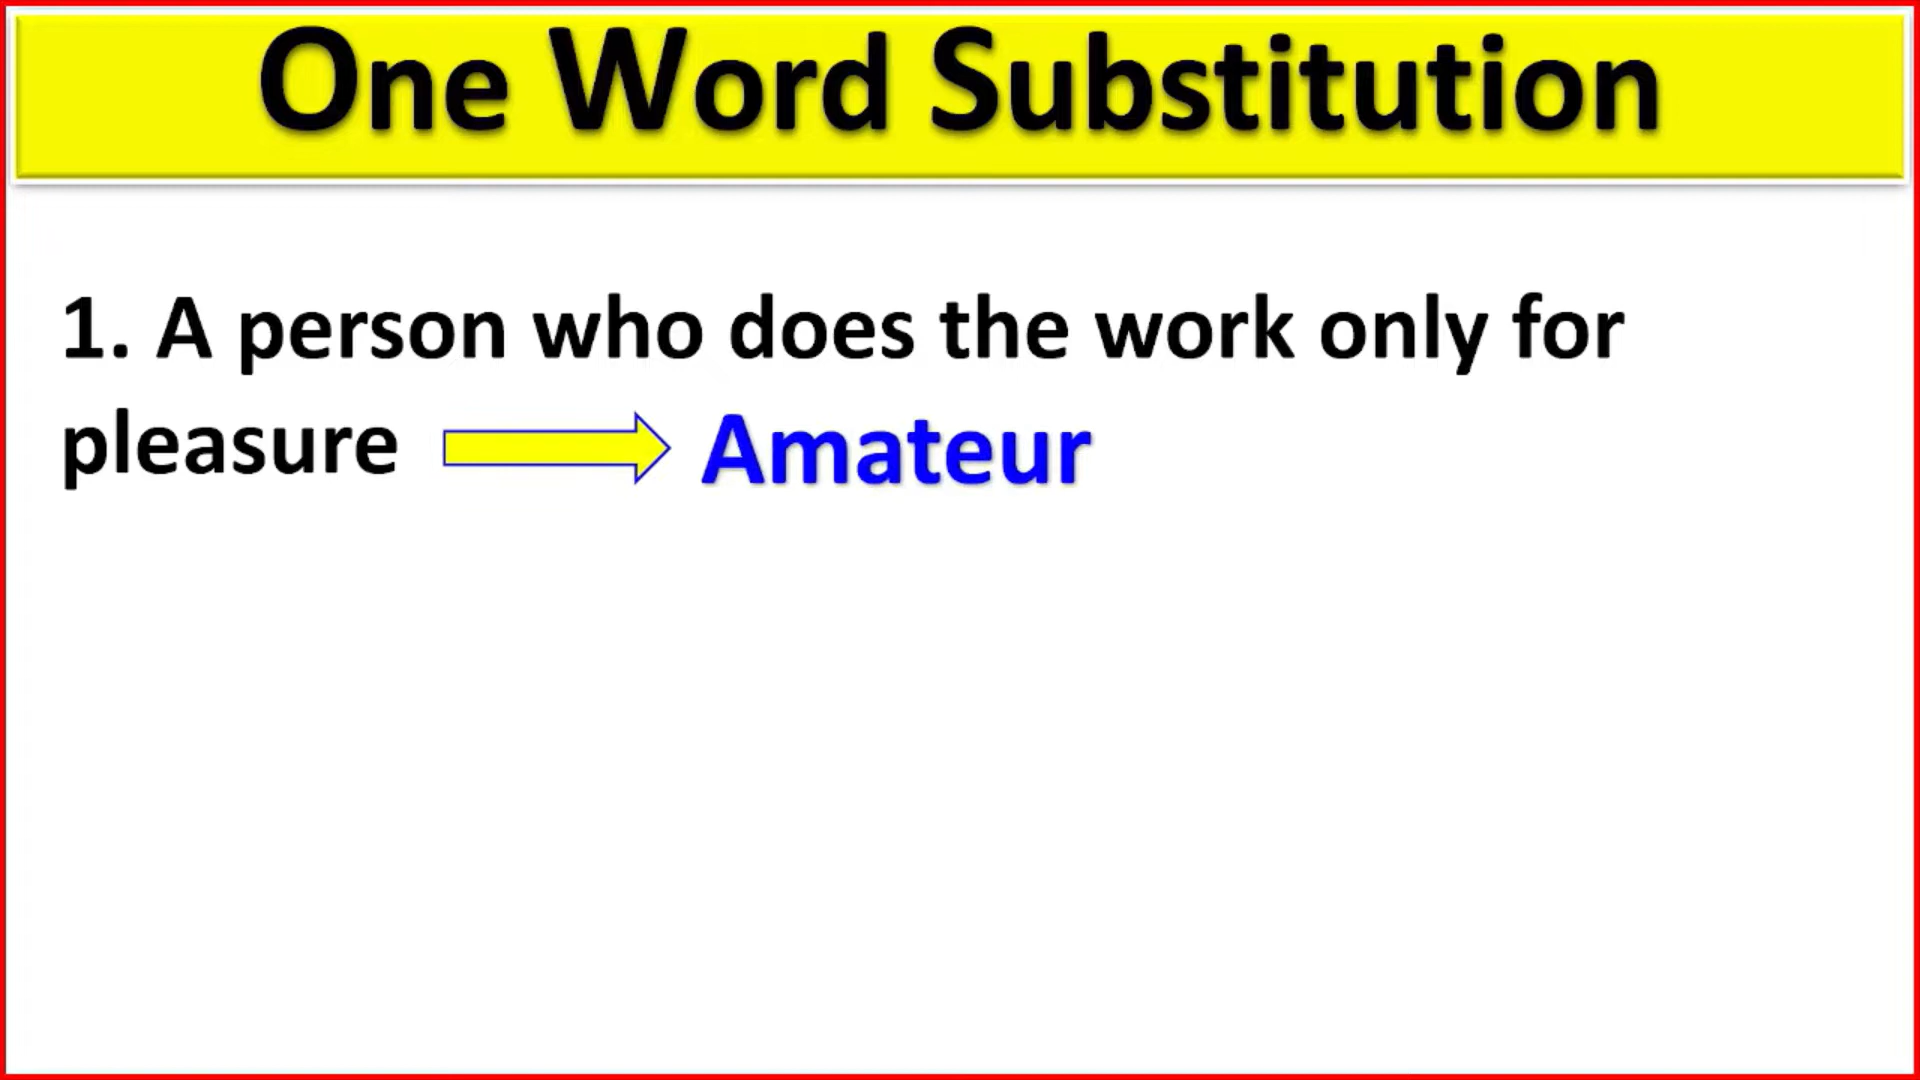 One Word Substitution
1. A person who does the work only for
pleasure Amateur